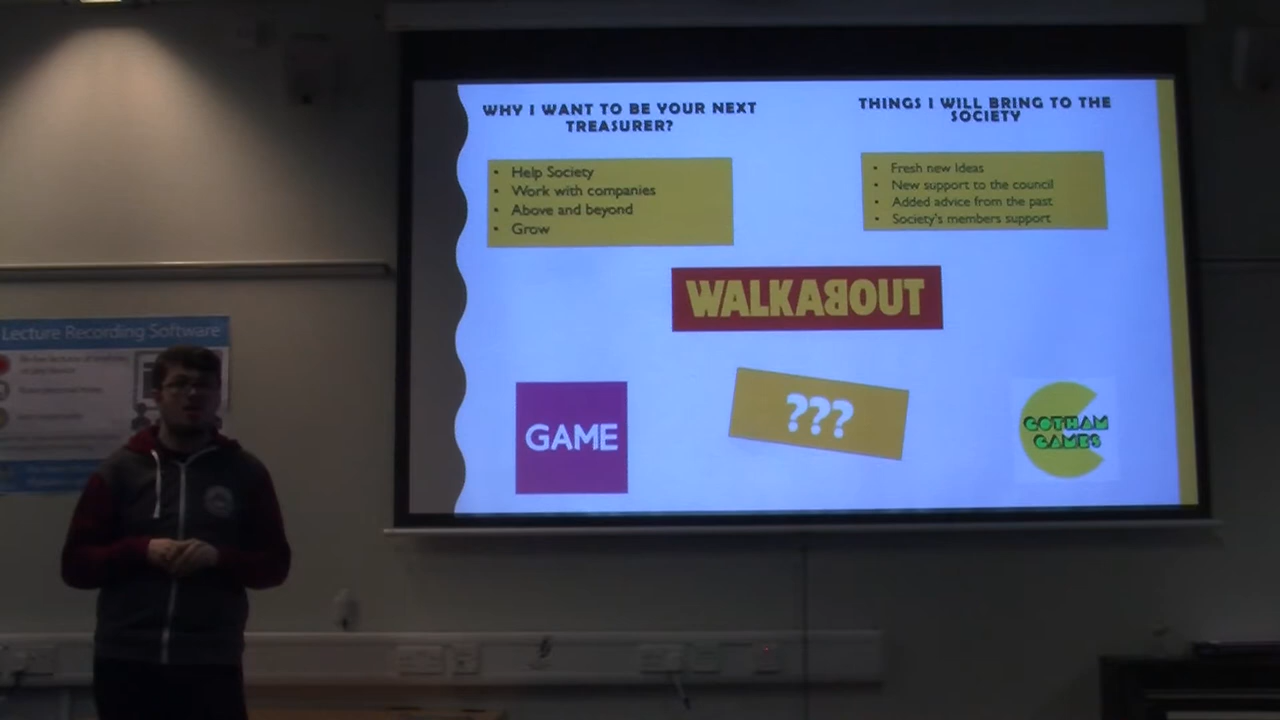 WHY I WANT TO BE YOUR NEXT
TREASURER?
• Help Society
• Work with companies
• Above and beyond
• Grow
THINGS I WILL BRING TO THE
SOCIETY
• Fresh new Ideas
• New support to the council
• Added advice from the past
• Society's members support
WALKABOUT
GAME
???
GOTHAM
GAMES
Lecture Recording Software